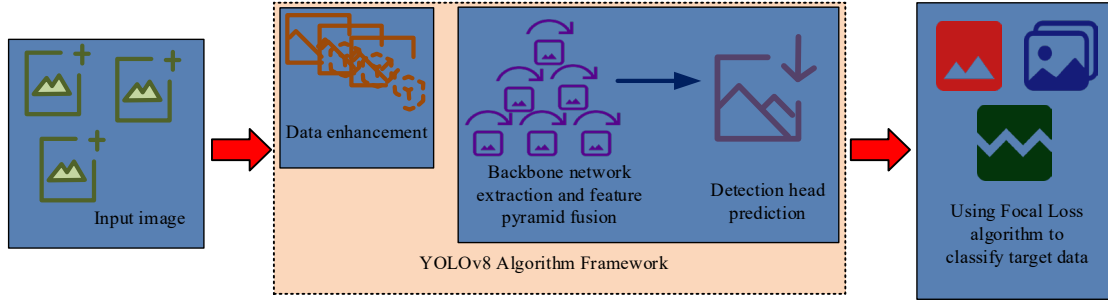 Input image
Data enhancement
Backbone network
extraction and feature
pyramid fusion
Detection head
prediction
YOLOv8 Algorithm Framework
Using Focal Loss
algorithm to
classify target data